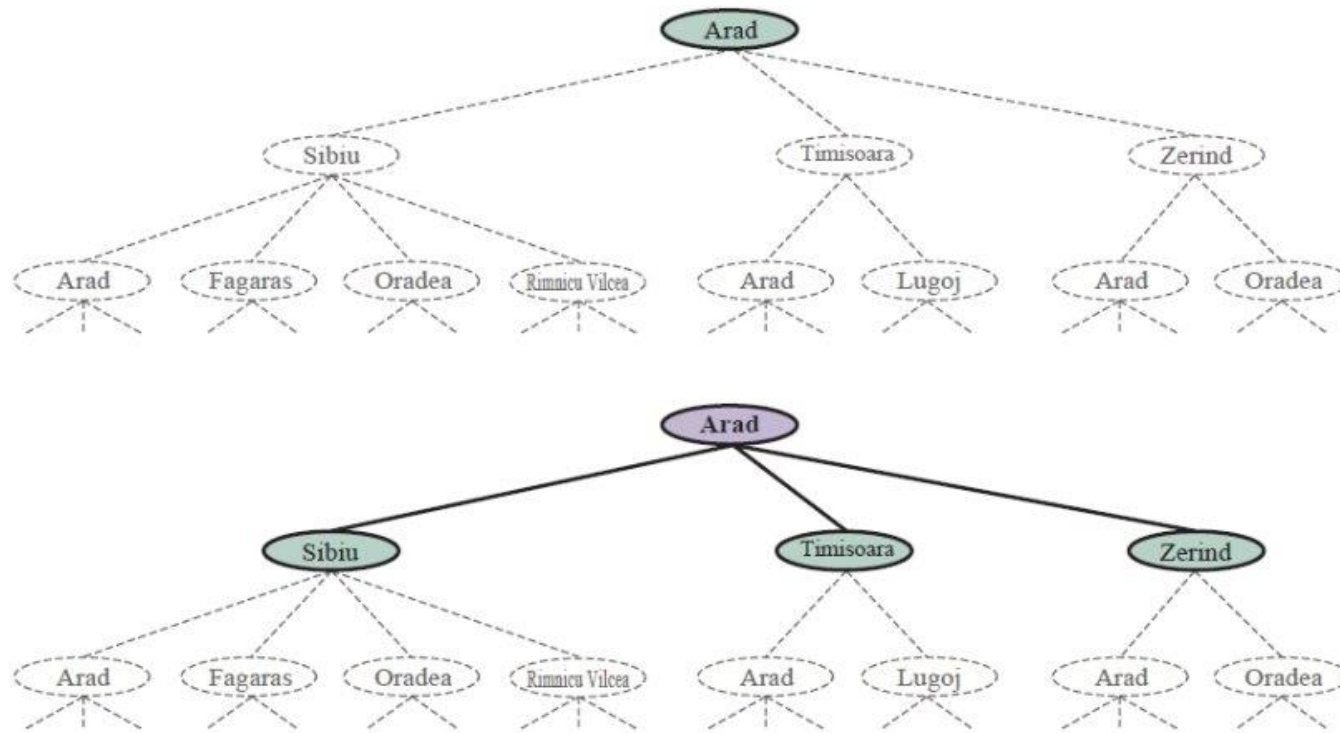 Arad
Sibiu Timisoara Zerind
Arad Fagaras Oradea Rimnicu Vilcea Arad Lugoj Arad Oradea
Arad
Sibiu Timisoara Zerind
Arad Fagaras Oradea Rimnicu Vilcea Arad Lugoj Arad Oradea